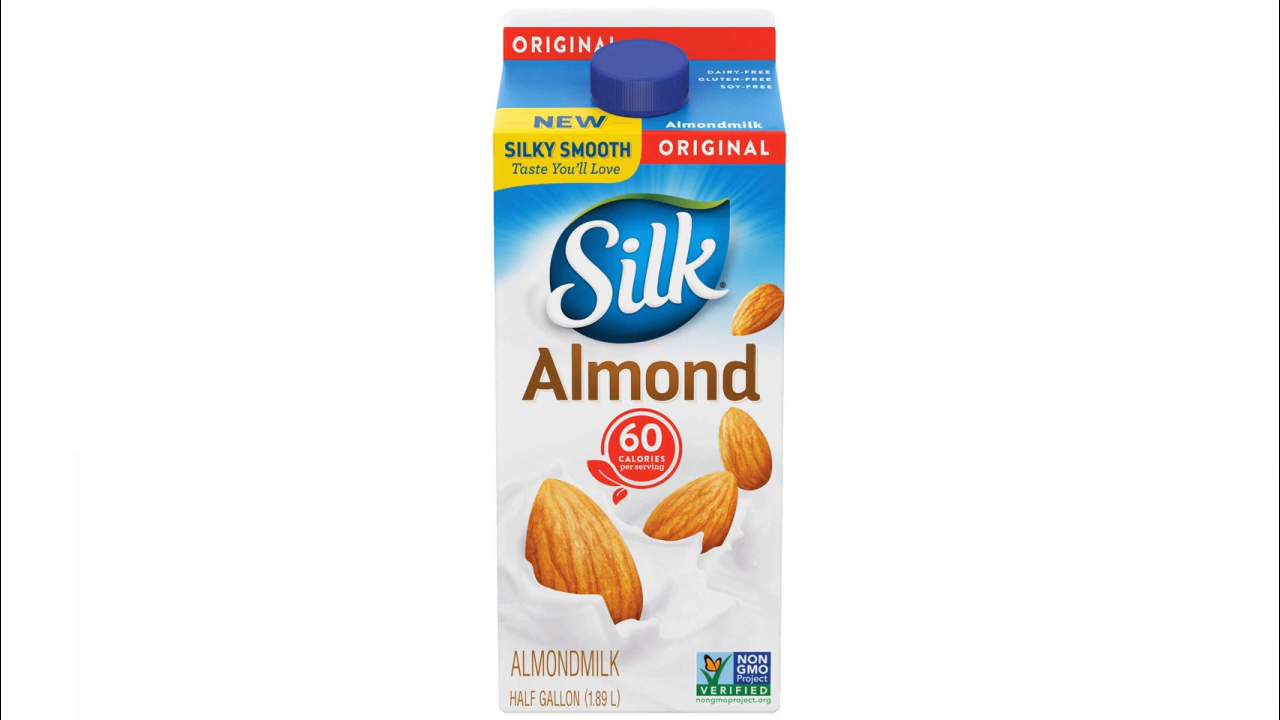 ORIGINAL
DAIRY-FREE
GLUTEN-FREE
SOY-FREE
NEW
Almondmilk
SILKY SMOOTH
Taste You'll Love
ORIGINAL
Silk®
Almond
60
CALORIES
per serving
ALMONDMILK
HALF GALLON (1.89 L)
NON
GMO
Project
VERIFIED
nongmoproject.org